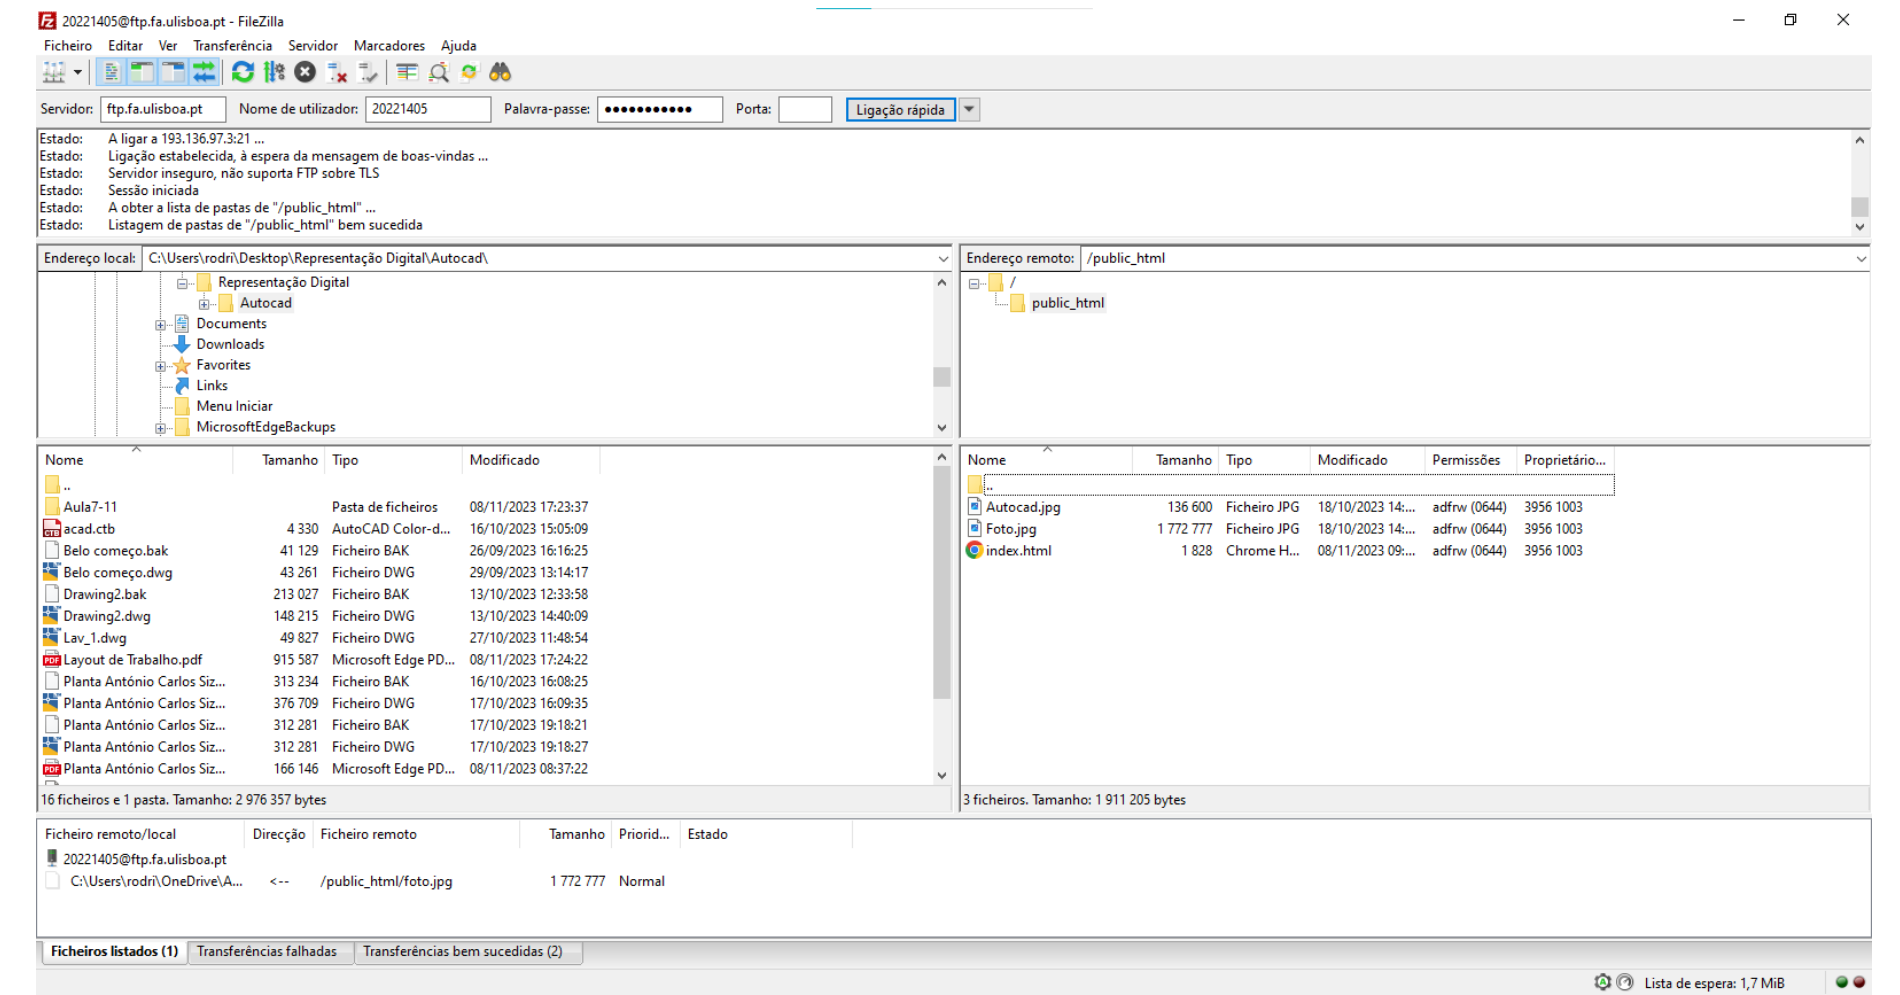 20221405@ftp.fa.ulisboa.pt - FileZilla
Ficheiro Editar Ver Transferência Servidor Marcadores Ajuda
Servidor: ftp.fa.ulisboa.pt Nome de utilizador: 20221405 Palavra-passe: ●●●●●●●●●●● Porta: Ligação rápida
Estado: A ligar a 193.136.97.3:21 ...
Estado: Ligação estabelecida, à espera da mensagem de boas-vindas ...
Estado: Servidor inseguro, não suporta FTP sobre TLS
Estado: Sessão iniciada
Estado: A obter a lista de pastas de "/public_html" ...
Estado: Listagem de pastas de "/public_html" bem sucedida
Endereço local: C:\Users\rodri\Desktop\Representação Digital\Autocad\
Representação Digital
Autocad
Documents
Downloads
Favorites
Links
Menu Iniciar
MicrosoftEdgeBackups
Nome Tamanho Tipo Modificado
..
Aula7-11 Pasta de ficheiros 08/11/2023 17:23:37
acad.ctb 4 330 AutoCAD Color-d... 16/10/2023 15:05:09
Belo começo.bak 41 129 Ficheiro BAK 26/09/2023 16:16:25
Belo começo.dwg 43 261 Ficheiro DWG 29/09/2023 13:14:17
Drawing2.bak 213 027 Ficheiro BAK 13/10/2023 12:33:58
Drawing2.dwg 148 215 Ficheiro DWG 13/10/2023 14:40:09
Lav_1.dwg 49 827 Ficheiro DWG 27/10/2023 11:48:54
Layout de Trabalho.pdf 915 587 Microsoft Edge PD... 08/11/2023 17:24:22
Planta António Carlos Siz... 313 234 Ficheiro BAK 16/10/2023 16:08:25
Planta António Carlos Siz... 376 709 Ficheiro DWG 17/10/2023 16:09:35
Planta António Carlos Siz... 312 281 Ficheiro BAK 17/10/2023 19:18:21
Planta António Carlos Siz... 312 281 Ficheiro DWG 17/10/2023 19:18:27
Planta António Carlos Siz... 166 146 Microsoft Edge PD... 08/11/2023 08:37:22
16 ficheiros e 1 pasta. Tamanho: 2 976 357 bytes
Endereço remoto: /public_html
/
public_html
Nome Tamanho Tipo Modificado Permissões Proprietário...
..
Autocad.jpg 136 600 Ficheiro JPG 18/10/2023 14:... adfrw (0644) 3956 1003
Foto.jpg 1 772 777 Ficheiro JPG 18/10/2023 14:... adfrw (0644) 3956 1003
index.html 1 828 Chrome H... 08/11/2023 09:... adfrw (0644) 3956 1003
3 ficheiros. Tamanho: 1 911 205 bytes
Ficheiro remoto/local Direcção Ficheiro remoto Tamanho Priorid... Estado
20221405@ftp.fa.ulisboa.pt
C:\Users\rodri\OneDrive\A... <-- /public_html/foto.jpg 1 772 777 Normal
Ficheiros listados (1) Transferências falhadas Transferências bem sucedidas (2)
Lista de espera: 1,7 MiB